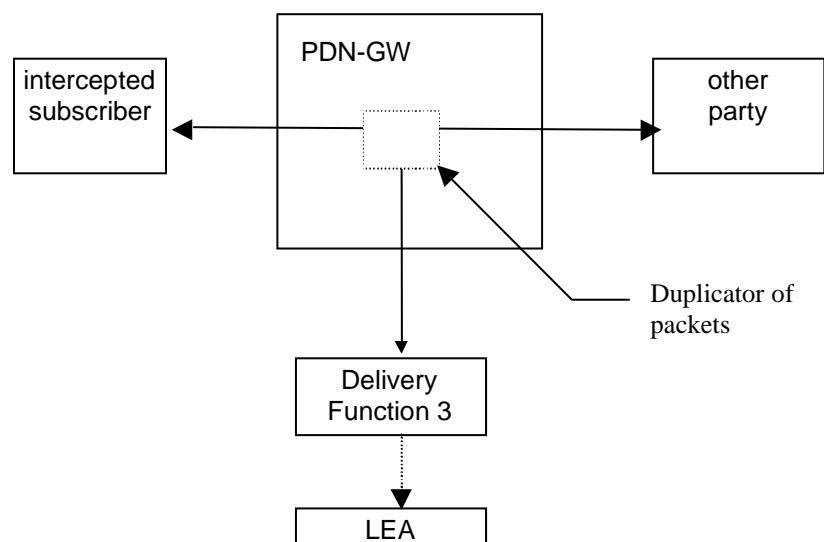 PDN-GW
intercepted
subscriber
other
party
Duplicator of
packets
Delivery
Function 3
LEA